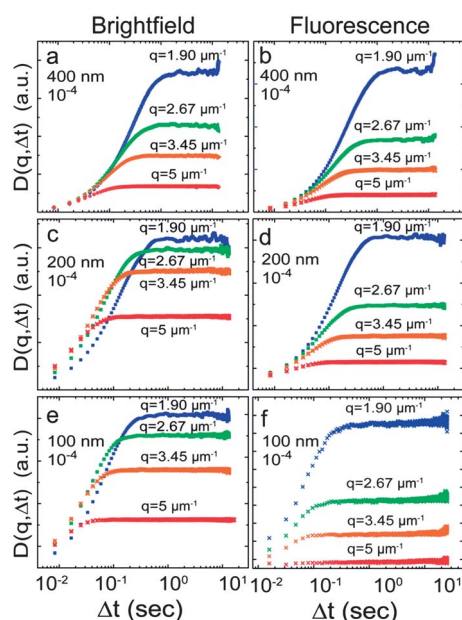 Brightfield
Fluorescence
D(q,Δt) (a.u.)
a
400 nm
10-4
q=1.90 μm-1
q=2.67 μm-1
q=3.45 μm-1
q=5 μm-1
b
400 nm
10-4
q=1.90 μm-1
q=2.67 μm-1
q=3.45 μm-1
q=5 μm-1
D(q,Δt) (a.u.)
c
200 nm
10-4
q=1.90 μm-1
q=2.67 μm-1
q=3.45 μm-1
q=5 μm-1
d
200 nm
10-4
q=1.90 μm-1
q=2.67 μm-1
q=3.45 μm-1
q=5 μm-1
D(q,Δt) (a.u.)
e
100 nm
10-4
q=1.90 μm-1
q=2.67 μm-1
q=3.45 μm-1
q=5 μm-1
f
100 nm
10-4
q=1.90 μm-1
q=2.67 μm-1
q=3.45 μm-1
q=5 μm-1
10-2 10-1 100 101
10-2 10-1 100 101
Δt (sec)
Δt (sec)